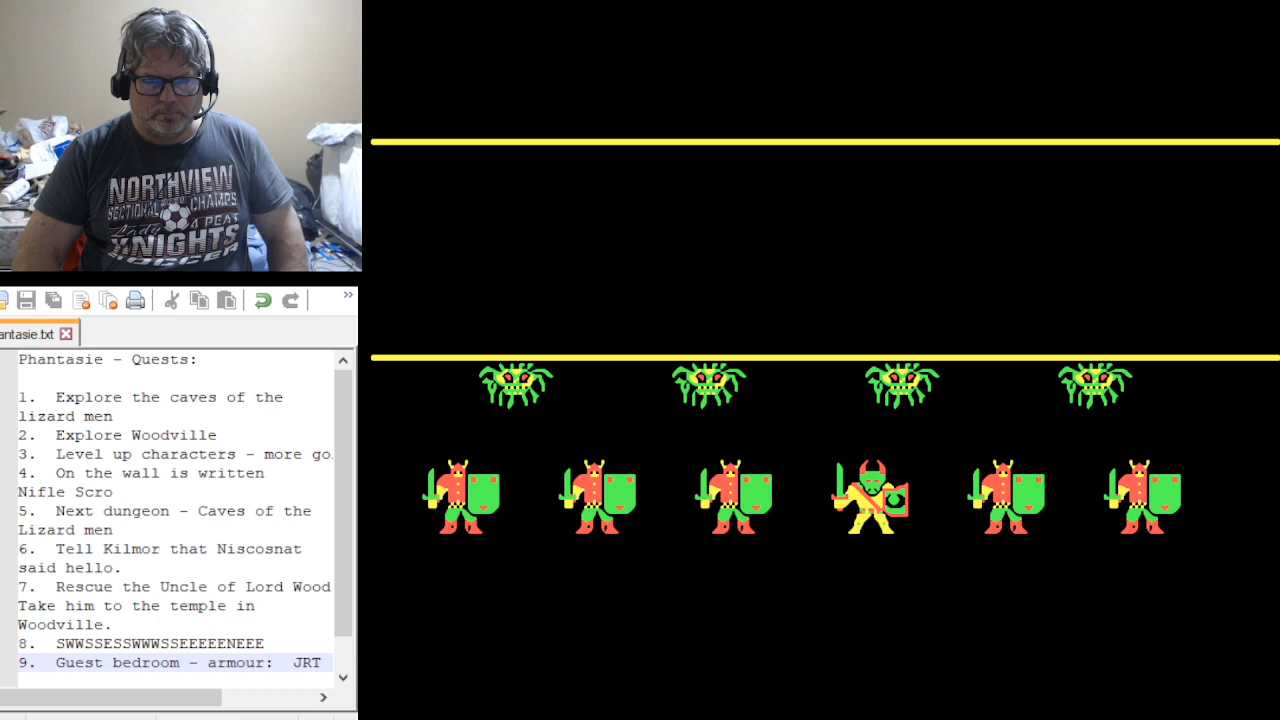 NORTHVIEW
SECTIONAL CHAMPS
Lady A PEAT
KNIGHTS
SOCCER
antasie.txt
Phantasie - Quests:
1. Explore the caves of the
lizard men
2. Explore Woodville
3. Level up characters - more go
4. On the wall is written
Nifle Scro
5. Next dungeon - Caves of the
Lizard men
6. Tell Kilmor that Niscosnat
said hello.
7. Rescue the Uncle of Lord Wood
Take him to the temple in
Woodville.
8. SWWSSESSWWWSSEEEEENEEE
9. Guest bedroom - armour: JRT